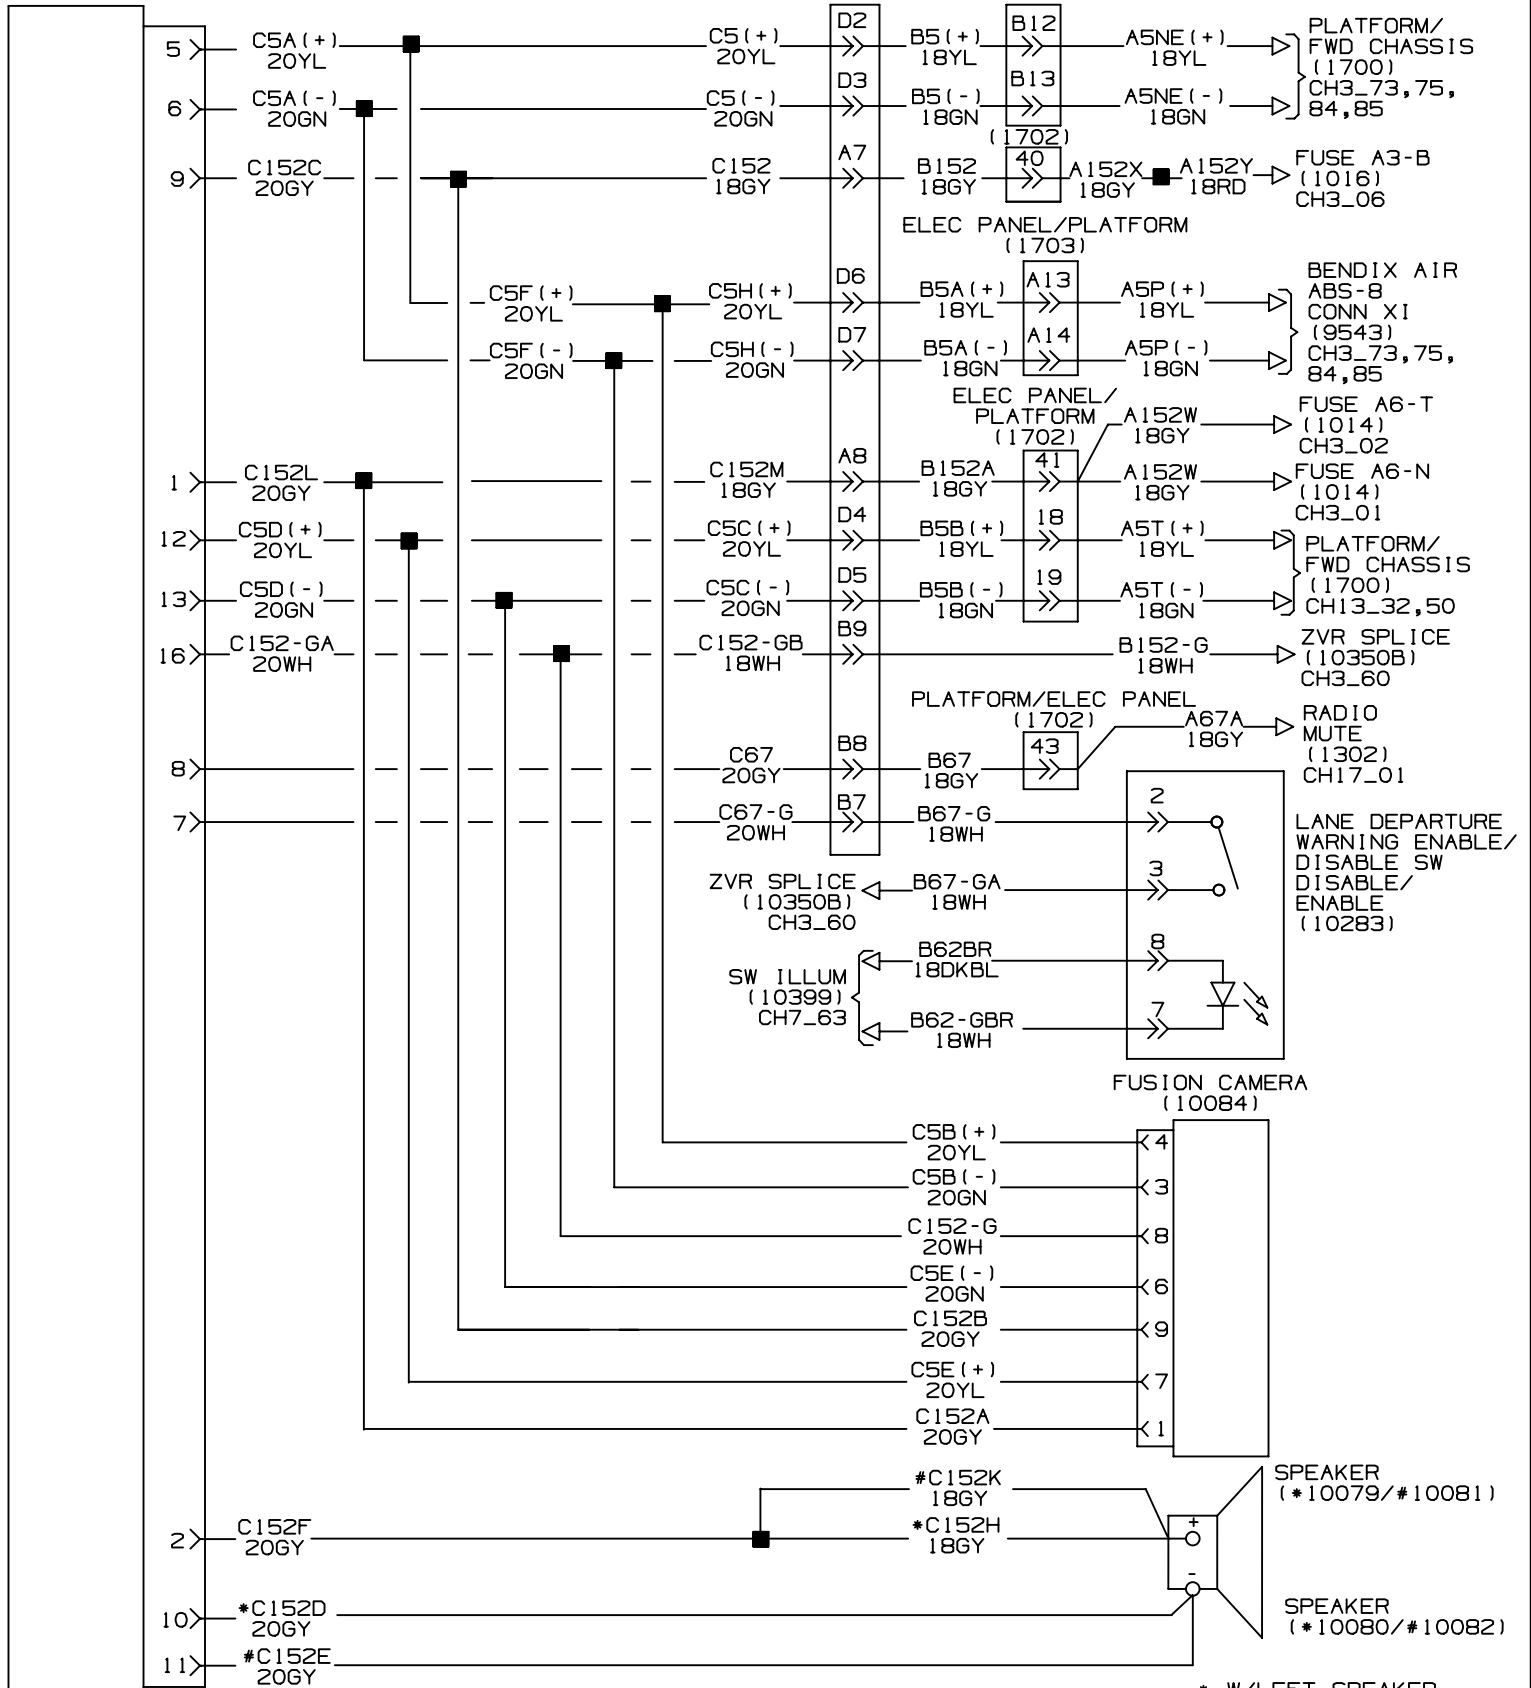 5 C5A(+) 20YL C5(+) 20YL D2 B5(+) 18YL B12 A5NE(+) 18YL
PLATFORM/
FWD CHASSIS
(1700)
CH3_73,75,
84,85
6 C5A(-) 20GN C5(-) 20GN D3 B5(-) 18GN B13 A5NE(-) 18GN
(1702)
9 C152C 20GY C152 18GY A7 B152 18GY 40 A152X 18GY A152Y 18RD
FUSE A3-B
(1016)
CH3_06
ELEC PANEL/PLATFORM
(1703)
C5F(+) 20YL C5H(+) 20YL D6 B5A(+) 18YL A13 A5P(+) 18YL
BENDIX AIR
ABS-8
CONN XI
(9543)
CH3_73,75,
84,85
C5F(-) 20GN C5H(-) 20GN D7 B5A(-) 18GN A14 A5P(-) 18GN
ELEC PANEL/
PLATFORM
(1702)
A152W 18GY
FUSE A6-T
(1014)
CH3_02
1 C152L 20GY C152M 18GY A8 B152A 18GY 41 A152W 18GY
FUSE A6-N
(1014)
CH3_01
12 C5D(+) 20YL C5C(+) 20YL D4 B5B(+) 18YL 18 A5T(+) 18YL
PLATFORM/
FWD CHASSIS
(1700)
CH13_32,50
13 C5D(-) 20GN C5C(-) 20GN D5 B5B(-) 18GN 19 A5T(-) 18GN
16 C152-GA 20WH C152-GB 18WH B9 B152-G 18WH
ZVR SPLICE
(10350B)
CH3_60
PLATFORM/ELEC PANEL
(1702)
A67A 18GY
RADIO
MUTE
(1302)
CH17_01
8 C67 20GY B8 B67 18GY 43
7 C67-G 20WH B7 B67-G 18WH 2
LANE DEPARTURE
WARNING ENABLE/
DISABLE SW
DISABLE/
ENABLE
(10283)
ZVR SPLICE
(10350B)
CH3_60
B67-GA 18WH 3
SW ILLUM
(10399)
CH7_63
B62BR 18DKBL 8
B62-GBR 18WH 7
FUSION CAMERA
(10084)
C5B(+) 20YL 4
C5B(-) 20GN 3
C152-G 20WH 8
C5E(-) 20GN 6
C152B 20GY 9
C5E(+) 20YL 7
C152A 20GY 1
#C152K 18GY
SPEAKER
(*10079/#10081)
2 C152F 20GY *C152H 18GY +
-
SPEAKER
(*10080/#10082)
10 *C152D 20GY
11 #C152E 20GY
* W/LEFT SPEAKER